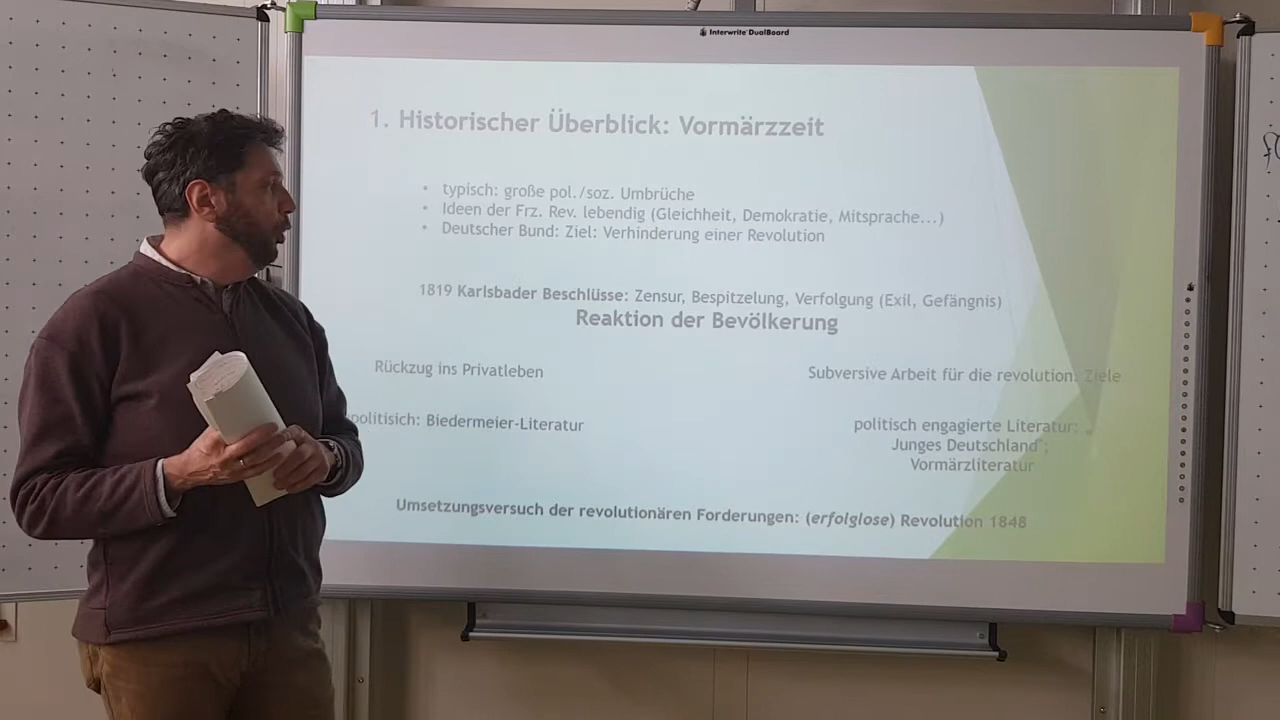 Interwrite DualBoard
1. Historischer Überblick: Vormärzzeit
• typisch: große pol./soz. Umbrüche
• Ideen der Frz. Rev. lebendig (Gleichheit, Demokratie, Mitsprache...)
• Deutscher Bund: Ziel: Verhinderung einer Revolution
1819 Karlsbader Beschlüsse: Zensur, Bespitzelung, Verfolgung (Exil, Gefängnis)
Reaktion der Bevölkerung
Rückzug ins Privatleben
Subversive Arbeit für die revolution. Ziele
politisich: Biedermeier-Literatur
politisch engagierte Literatur: „
Junges Deutschland“;
Vormärzliteratur
Umsetzungsversuch der revolutionären Forderungen: (erfolglose) Revolution 1848